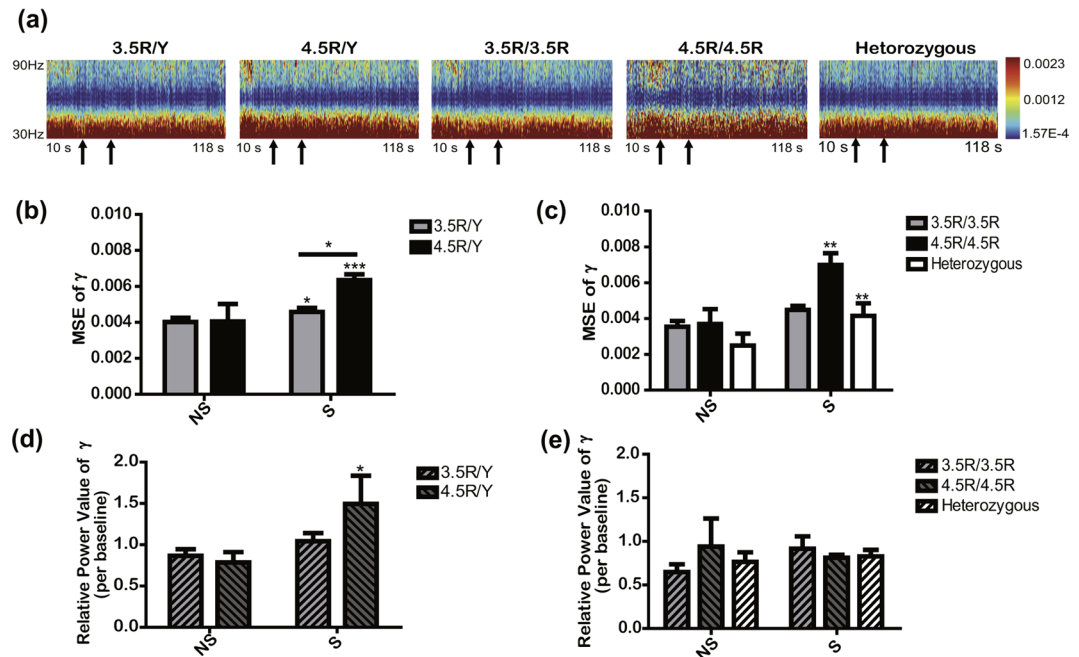 (a)
3.5R/Y 4.5R/Y 3.5R/3.5R 4.5R/4.5R Hetorozygous
90Hz 0.0023
0.0012
30Hz 1.57E-4
10 s 118 s 10 s 118 s 10 s 118 s 10 s 118 s 10 s 118 s
(b)
MSE of γ
0.010
0.008
0.006
0.004
0.002
0.000
* *** *
NS S
3.5R/Y
4.5R/Y
(c)
MSE of γ
0.010
0.008
0.006
0.004
0.002
0.000
** **
NS S
3.5R/3.5R
4.5R/4.5R
Heterozygous
(d)
Relative Power Value of γ
(per baseline)
2.0
1.5
1.0
0.5
0.0
*
NS S
3.5R/Y
4.5R/Y
(e)
Relative Power Value of γ
(per baseline)
2.0
1.5
1.0
0.5
0.0
NS S
3.5R/3.5R
4.5R/4.5R
Heterozygous